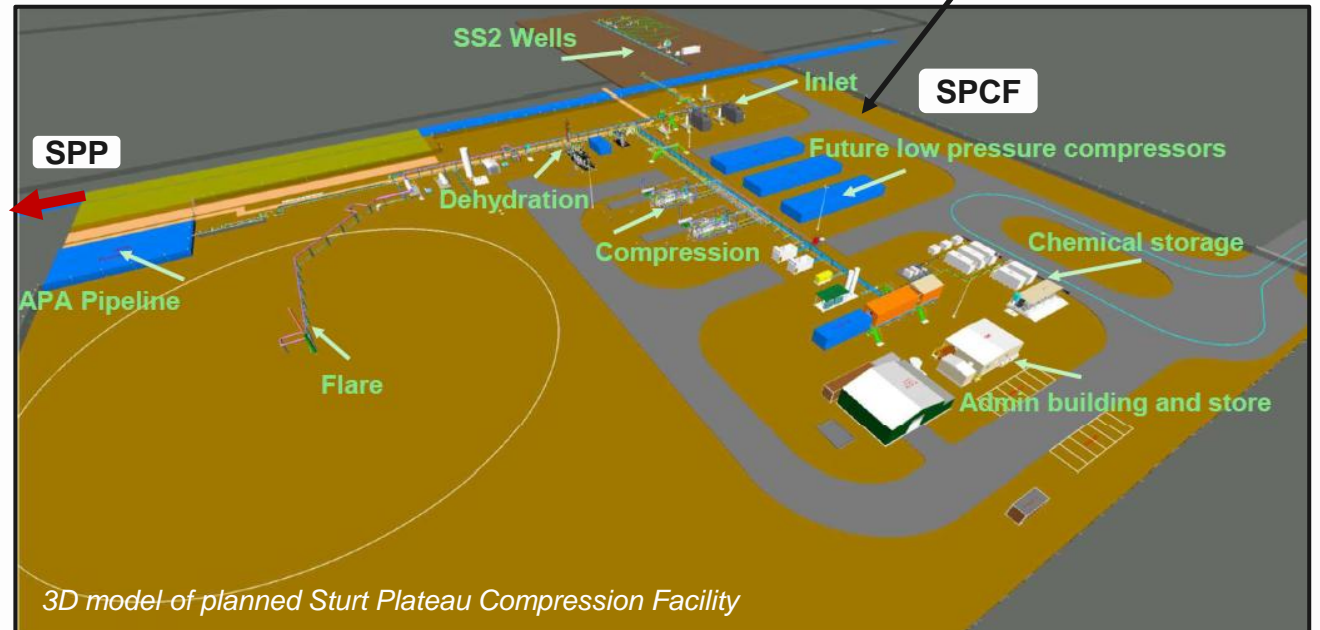 SS2 Wells
Inlet
SPCF
SPP
Future low pressure compressors
Dehydration
Compression
Chemical storage
APA Pipeline
Flare
Admin building and store
3D model of planned Sturt Plateau Compression Facility